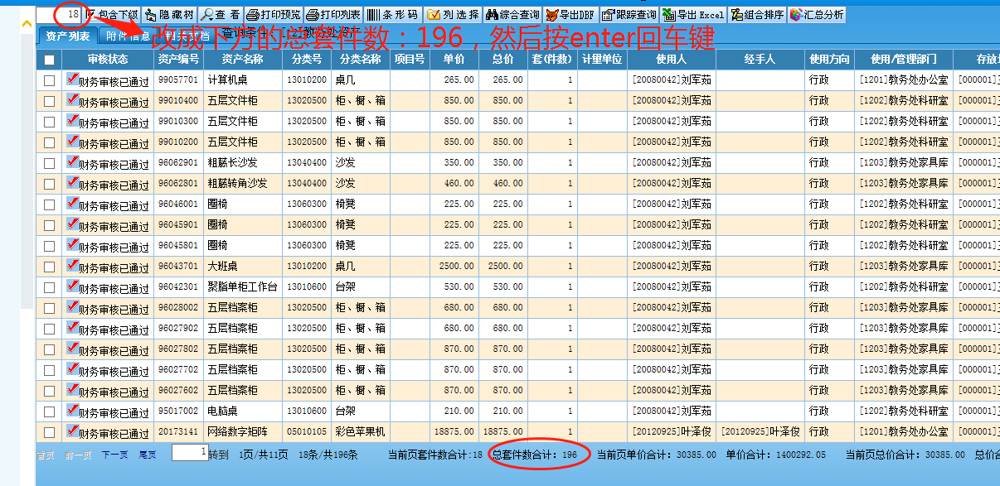 18 包含下级 隐藏树 查看 打印预览 打印列表 条形码 列选择 综合查询 导出DBF 跟踪查询 导出Excel 组合排序 汇总分析
资产列表 附件信息 相关文档 查询条件
改成下方的总套件数：196，然后按enter回车键
审核状态 资产编号 资产名称 分类号 分类名称 项目号 单价 总价 套(件数) 计量单位 使用人 经手人 使用方向 使用/管理部门 存放
财务审核已通过 99057701 计算机桌 13010200 桌几 265.00 265.00 1 [20080042]刘军茹 行政 [1201]教务处办公室 [000001]
财务审核已通过 99010400 五层文件柜 13020500 柜、橱、箱 850.00 850.00 1 [20080042]刘军茹 行政 [1202]教务处科研室 [000001]
财务审核已通过 99010300 五层文件柜 13020500 柜、橱、箱 850.00 850.00 1 [20080042]刘军茹 行政 [1202]教务处科研室 [000001]
财务审核已通过 99010200 五层文件柜 13020500 柜、橱、箱 850.00 850.00 1 [20080042]刘军茹 行政 [1202]教务处科研室 [000001]
财务审核已通过 96062901 粗藤长沙发 13040400 沙发 350.00 350.00 1 [20080042]刘军茹 行政 [1203]教务处家具库 [000001]
财务审核已通过 96062801 粗藤转角沙发 13040400 沙发 460.00 460.00 1 [20080042]刘军茹 行政 [1203]教务处家具库 [000001]
财务审核已通过 96046001 圈椅 13060300 椅凳 225.00 225.00 1 [20080042]刘军茹 行政 [1202]教务处科研室 [000001]
财务审核已通过 96045901 圈椅 13060300 椅凳 225.00 225.00 1 [20080042]刘军茹 行政 [1202]教务处科研室 [000001]
财务审核已通过 96045801 圈椅 13060300 椅凳 225.00 225.00 1 [20080042]刘军茹 行政 [1202]教务处科研室 [000001]
财务审核已通过 96043701 大班桌 13010200 桌几 2500.00 2500.00 1 [20080042]刘军茹 行政 [1203]教务处家具库 [000001]
财务审核已通过 96042301 聚脂单柜工作台 13010600 台架 530.00 530.00 1 [20080042]刘军茹 行政 [1202]教务处科研室 [000001]
财务审核已通过 96028002 五层档案柜 13020500 柜、橱、箱 680.00 680.00 1 [20080042]刘军茹 行政 [1203]教务处家具库 [000001]
财务审核已通过 96027902 五层档案柜 13020500 柜、橱、箱 680.00 680.00 1 [20080042]刘军茹 行政 [1203]教务处家具库 [000001]
财务审核已通过 96027802 五层档案柜 13020500 柜、橱、箱 870.00 870.00 1 [20080042]刘军茹 行政 [1203]教务处家具库 [000001]
财务审核已通过 96027702 五层档案柜 13020500 柜、橱、箱 870.00 870.00 1 [20080042]刘军茹 行政 [1203]教务处家具库 [000001]
财务审核已通过 96027602 五层档案柜 13020500 柜、橱、箱 870.00 870.00 1 [20080042]刘军茹 行政 [1203]教务处家具库 [000001]
财务审核已通过 95017002 电脑桌 13010600 台架 210.00 210.00 1 [20080042]刘军茹 行政 [1202]教务处科研室 [000001]
财务审核已通过 20173141 网络数字矩阵 05010105 彩色苹果机 18875.00 18875.00 1 [20120925]叶泽俊 [20120925]叶泽俊 行政 [1201]教务处办公室 [000001]
首页 前一页 下一页 尾页 1 转到 1页/共11页 18条/共196条 当前页套件数合计:18 总套件数合计: 196 当前页单价合计: 30385.00 单价合计: 1400292.05 当前页总价合计: 30385.00 总价合